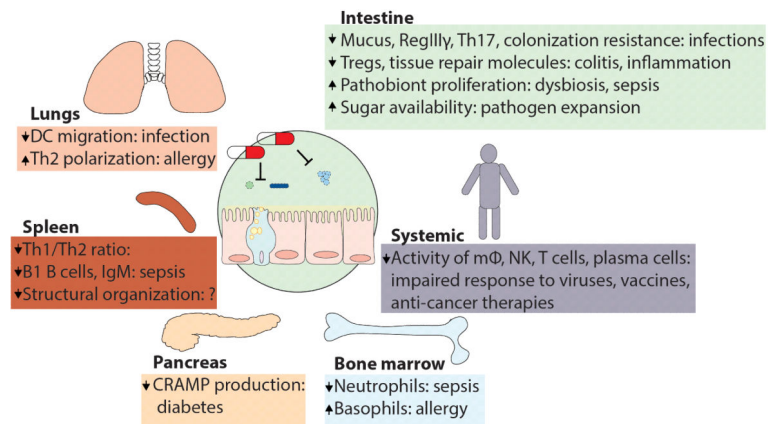 Intestine
↓Mucus, RegIIIγ, Th17, colonization resistance: infections
↓Tregs, tissue repair molecules: colitis, inflammation
↑Pathobiont proliferation: dysbiosis, sepsis
↑Sugar availability: pathogen expansion
Lungs
↓DC migration: infection
↑Th2 polarization: allergy
Spleen
↓Th1/Th2 ratio:
↓B1 B cells, IgM: sepsis
↓Structural organization: ?
Systemic
↓Activity of mΦ, NK, T cells, plasma cells:
impaired response to viruses, vaccines,
anti-cancer therapies
Pancreas
↓CRAMP production:
diabetes
Bone marrow
↓Neutrophils: sepsis
↑Basophils: allergy